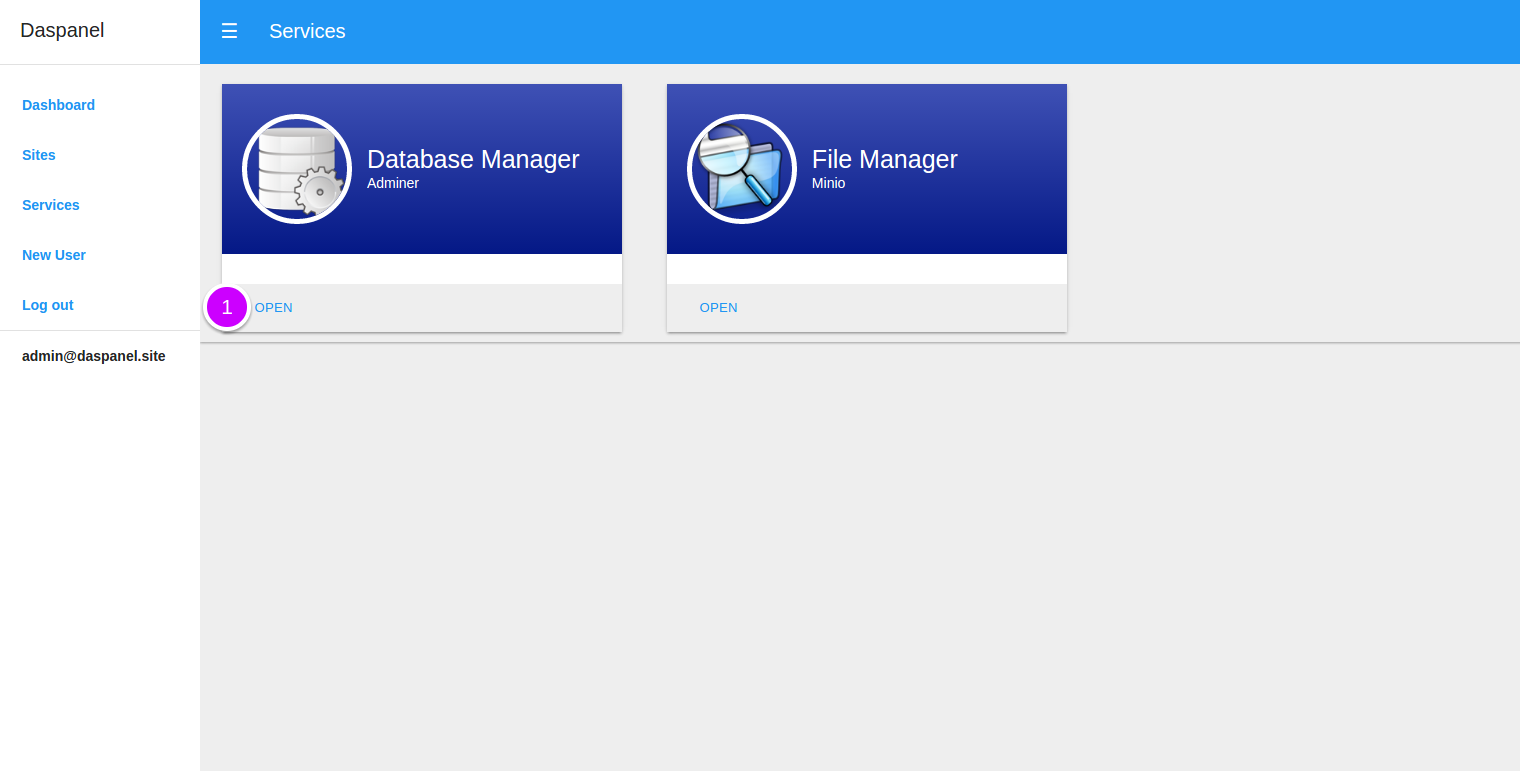 Daspanel
☰ Services
Dashboard
Sites
Services
New User
Log out
admin@daspanel.site
Database Manager
Adminer
1 OPEN
File Manager
Minio
OPEN